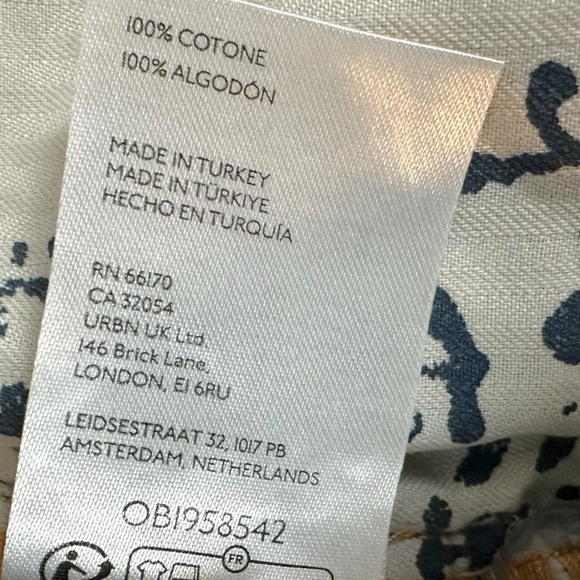 100% COTONE
100% ALGODÓN
MADE IN TURKEY
MADE IN TÜRKIYE
HECHO EN TURQUÍA
RN 66170
CA 32054
URBN UK Ltd.
146 Brick Lane,
LONDON, E1 6RU
LEIDSESTRAAT 32, 1017 PB
AMSTERDAM, NETHERLANDS
OB1958542
FR